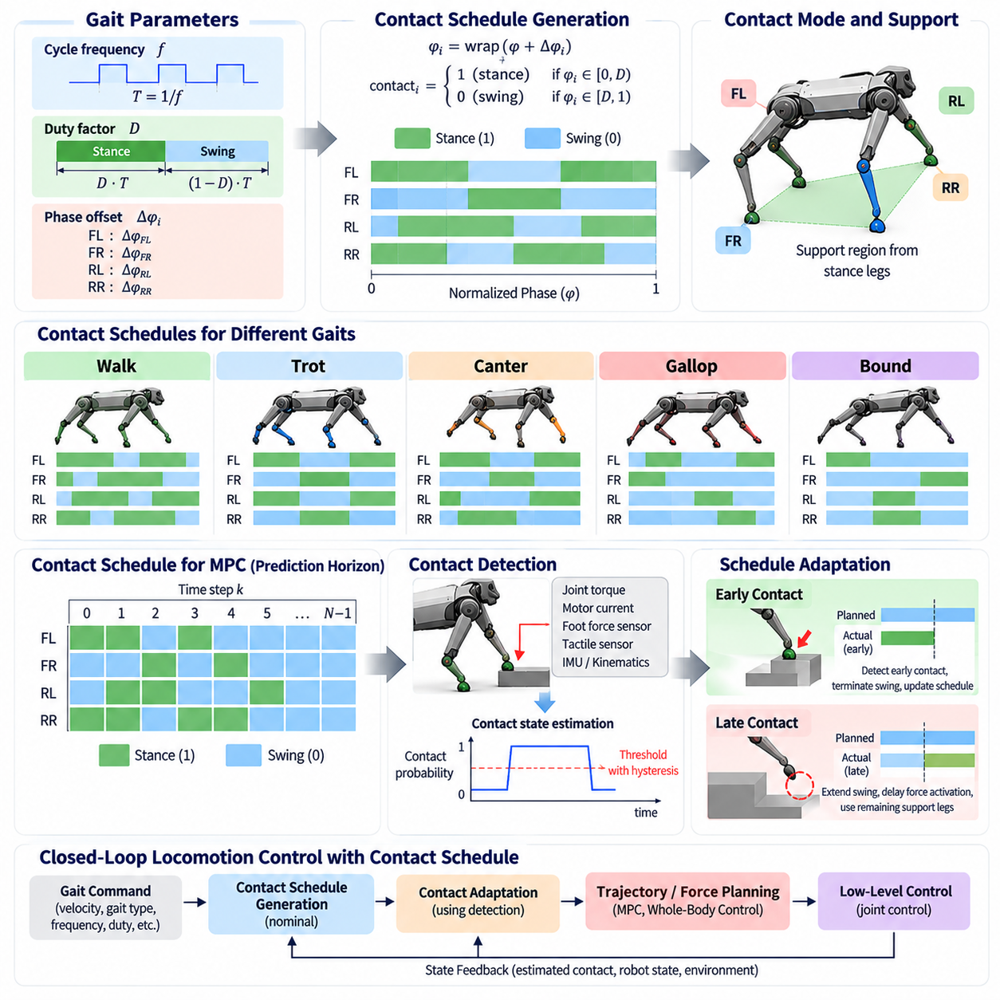 Gait Parameters
Cycle frequency f
T = 1/f
Duty factor D
Stance Swing
D · T (1 − D) · T
Phase offset Δφi
FL : ΔφFL
FR : ΔφFR
RL : ΔφRL
RR : ΔφRR
Contact Schedule Generation
φi = wrap(φ + Δφi)
contacti = { 1 (stance) if φi ∈ [0, D)
0 (swing) if φi ∈ [D, 1)
Stance (1) Swing (0)
FL
FR
RL
RR
0 Normalized Phase (φ) 1
Contact Mode and Support
FL
RL
RR
FR
Support region from
stance legs
Contact Schedules for Different Gaits
Walk
FL
FR
RL
RR
Trot
FL
FR
RL
RR
Canter
FL
FR
RL
RR
Gallop
FL
FR
RL
RR
Bound
FL
FR
RL
RR
Contact Schedule for MPC (Prediction Horizon)
Time step k
0 1 2 3 4 5 ... N−1
FL
FR
RL
RR
Stance (1) Swing (0)
Contact Detection
Joint torque
Motor current
Foot force sensor
Tactile sensor
IMU / Kinematics
Contact state estimation
Contact
probability
1
0
Threshold
with hysteresis
time
Schedule Adaptation
Early Contact
Planned
Actual
(early)
Detect early contact,
terminate swing, update schedule
Late Contact
Planned
Actual
(late)
Extend swing, delay force activation,
use remaining support legs
Closed-Loop Locomotion Control with Contact Schedule
Gait Command
(velocity, gait type,
frequency, duty, etc.)
Contact Schedule
Generation
(nominal)
Contact Adaptation
(using detection)
Trajectory / Force Planning
(MPC, Whole-Body Control)
Low-Level Control
(joint control)
State Feedback (estimated contact, robot state, environment)